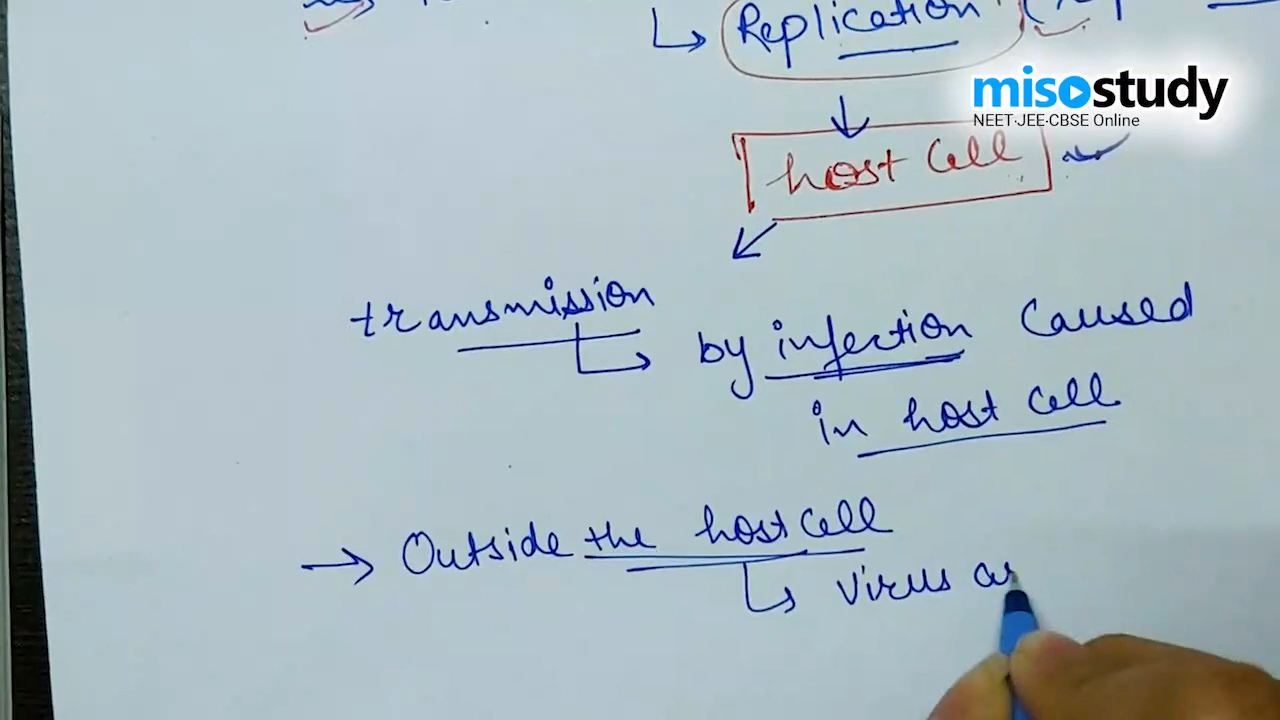 Replication
misostudy
NEET·JEE·CBSE Online
host Cell
transmission
by infection caused
in host cell
→ Outside the host cell
Virus